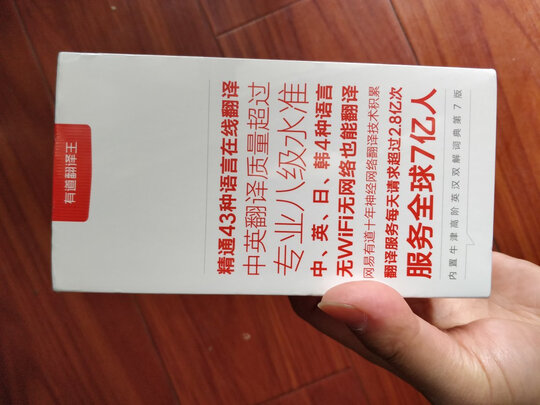 有道翻译王
精通43种语言在线翻译
中英翻译质量超过
专业八级水准
中、英、日、韩4种语言
无WiFi无网络也能翻译
网易有道十年神经网络翻译技术积累
翻译服务每天请求超过2.8亿次
服务全球7亿人
内置牛津高阶英汉双解词典第7版